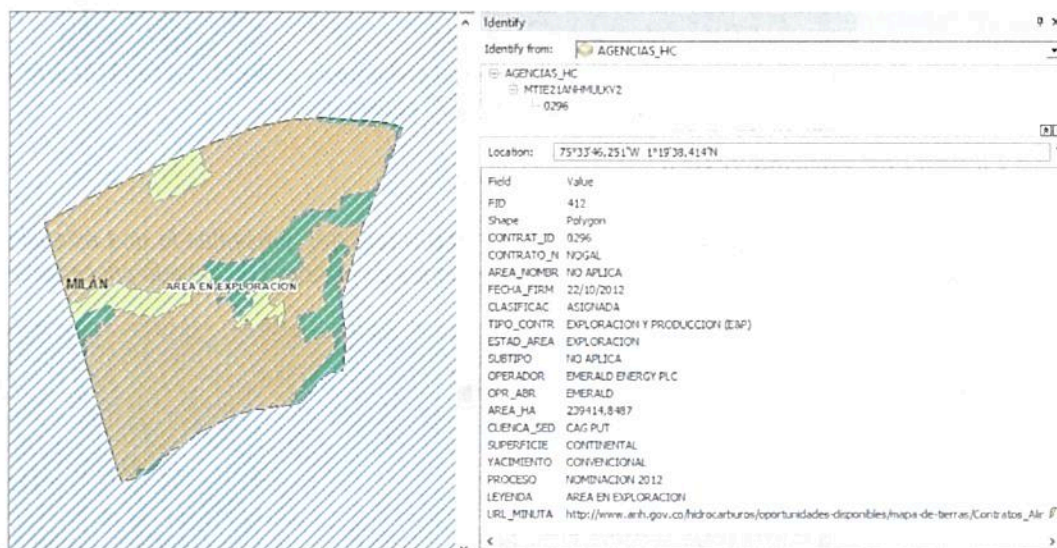 MILÁN
AREA EN EXPLORACION
Identify
Identify from: AGENCIAS_HC
AGENCIAS_HC
MTIE21ANHMULKV2
0296
Location: 75°33'46,251"W 1°19'38,414"N
Field Value
FID 412
Shape Polygon
CONTRAT_ID 0296
CONTRATO_N NOGAL
AREA_NOMBR NO APLICA
FECHA_FIRM 22/10/2012
CLASIFICAC ASIGNADA
TIPO_CONTR EXPLORACION Y PRODUCCION (E&P)
ESTAD_AREA EXPLORACION
SUBTIPO NO APLICA
OPERADOR EMERALD ENERGY PLC
OPR_ABR EMERALD
AREA_HA 239414,8487
CUENCA_SED CAG PUT
SUPERFICIE CONTINENTAL
YACIMIENTO CONVENCIONAL
PROCESO NOMINACION 2012
LEYENDA AREA EN EXPLORACION
URL_MINUTA http://www.anh.gov.co/hidrocarburos/oportunidades-disponibles/mapa-de-tierras/Contratos_Alir